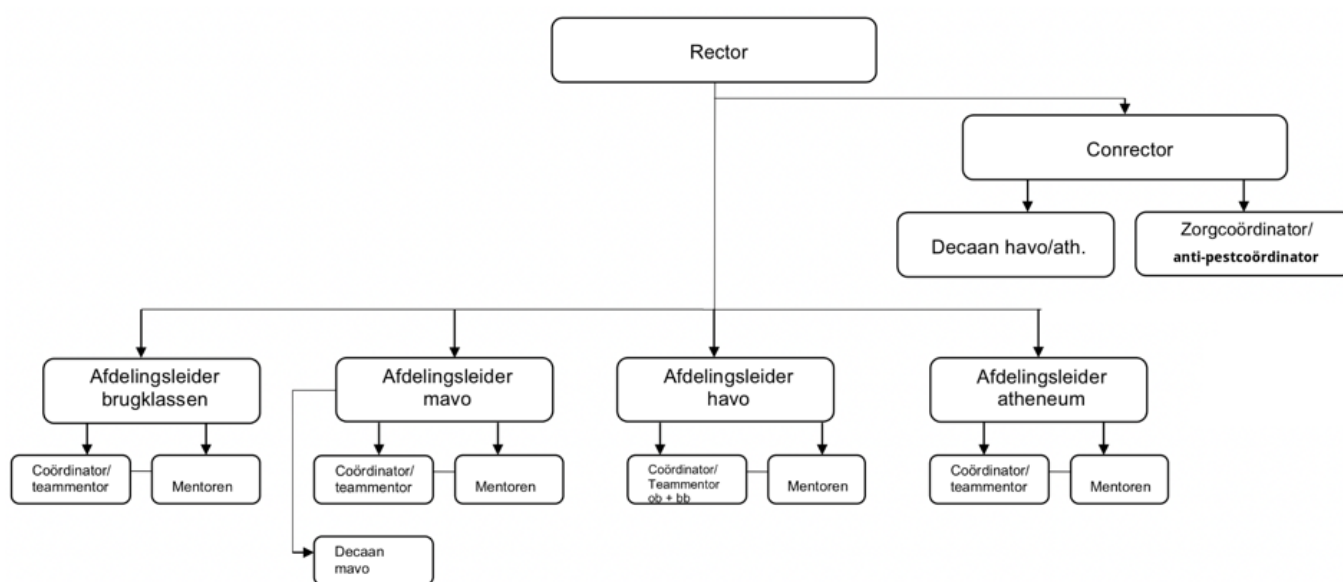 Rector
Conrector
Decaan havo/ath.
Zorgcoördinator/
anti-pestcoördinator
Afdelingsleider
brugklassen
Afdelingsleider
mavo
Afdelingsleider
havo
Afdelingsleider
atheneum
Coördinator/
teammentor
Mentoren
Coördinator/
teammentor
Mentoren
Coördinator/
Teammentor
ob + bb
Mentoren
Coördinator/
teammentor
Mentoren
Decaan
mavo